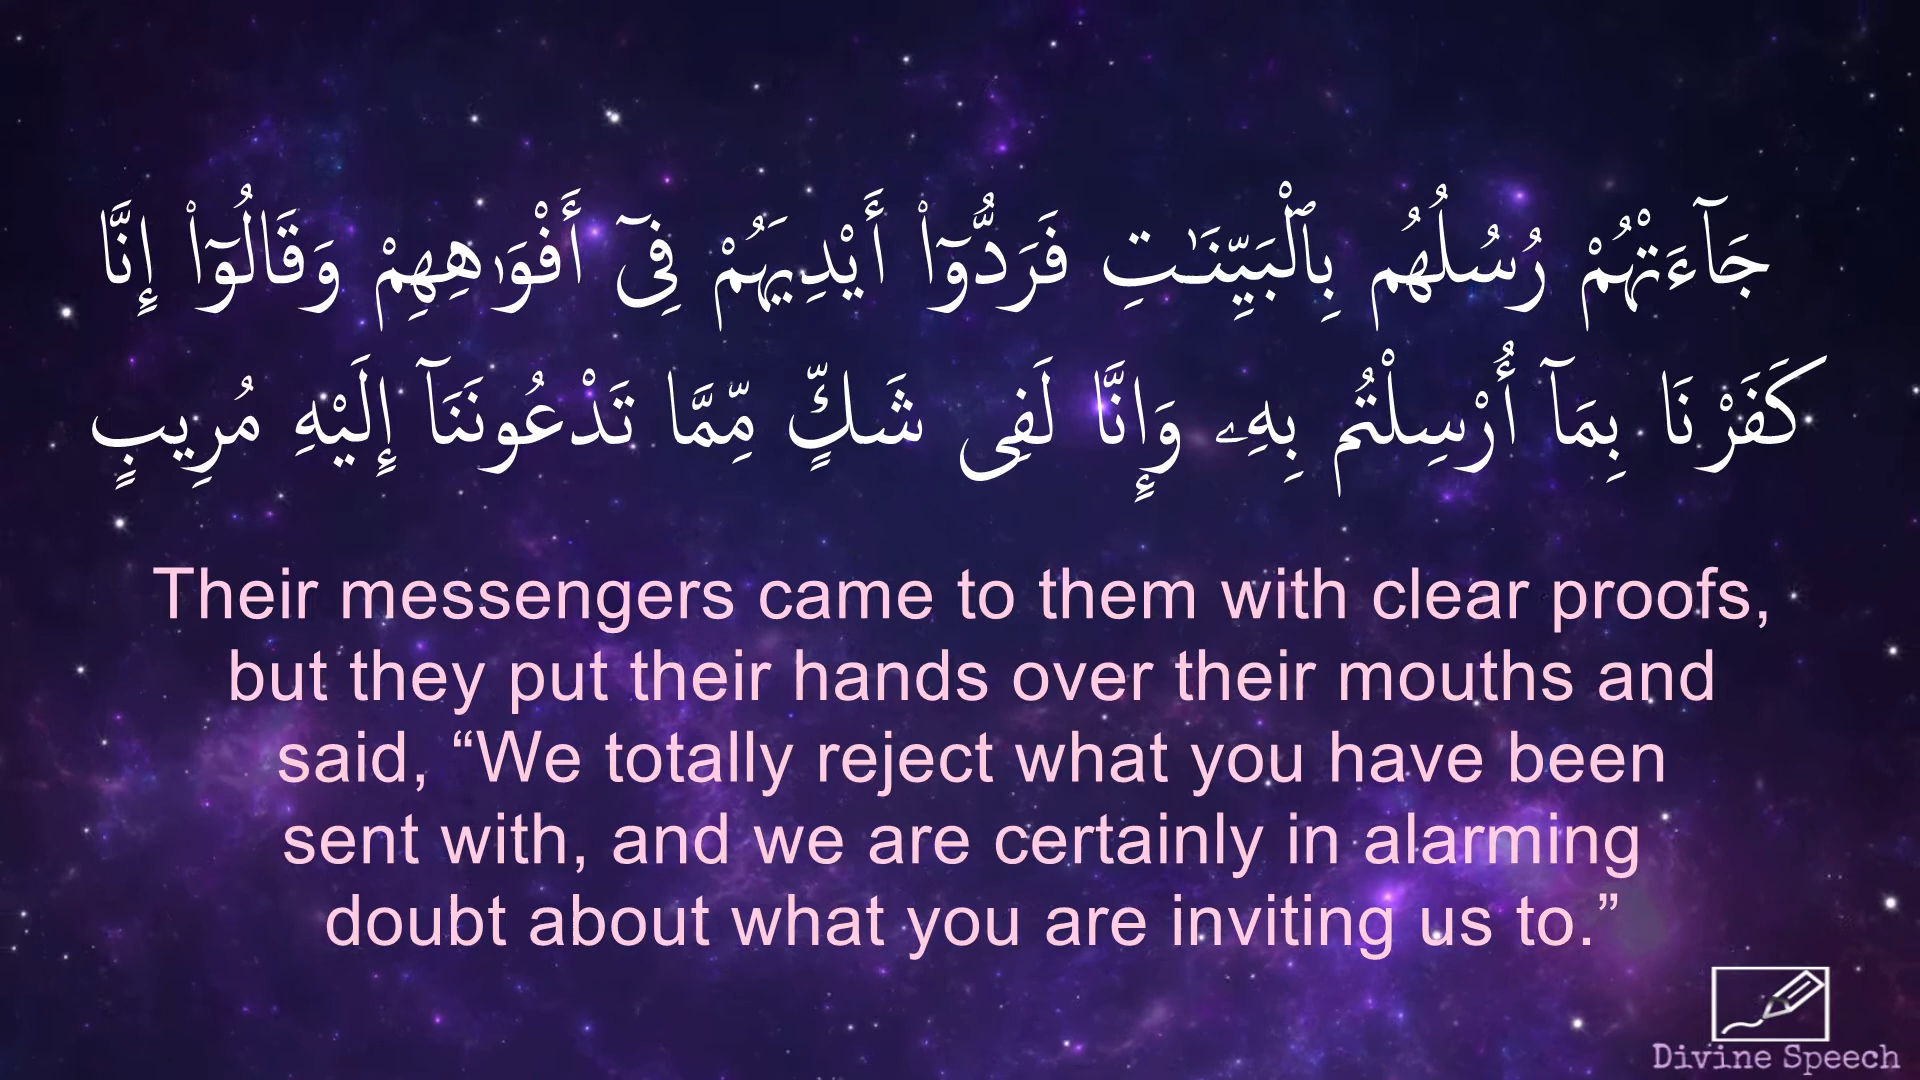 جَآءَتْهُمْ رُسُلُهُم بِٱلْبَيِّنَـٰتِ فَرَدُّوٓا۟ أَيْدِيَهُمْ فِىٓ أَفْوَٰهِهِمْ وَقَالُوٓا۟ إِنَّا
كَفَرْنَا بِمَآ أُرْسِلْتُم بِهِۦ وَإِنَّا لَفِى شَكٍّ مِّمَّا تَدْعُونَنَآ إِلَيْهِ مُرِيبٍ
Their messengers came to them with clear proofs,
but they put their hands over their mouths and
said, “We totally reject what you have been
sent with, and we are certainly in alarming
doubt about what you are inviting us to.”
Divine Speech